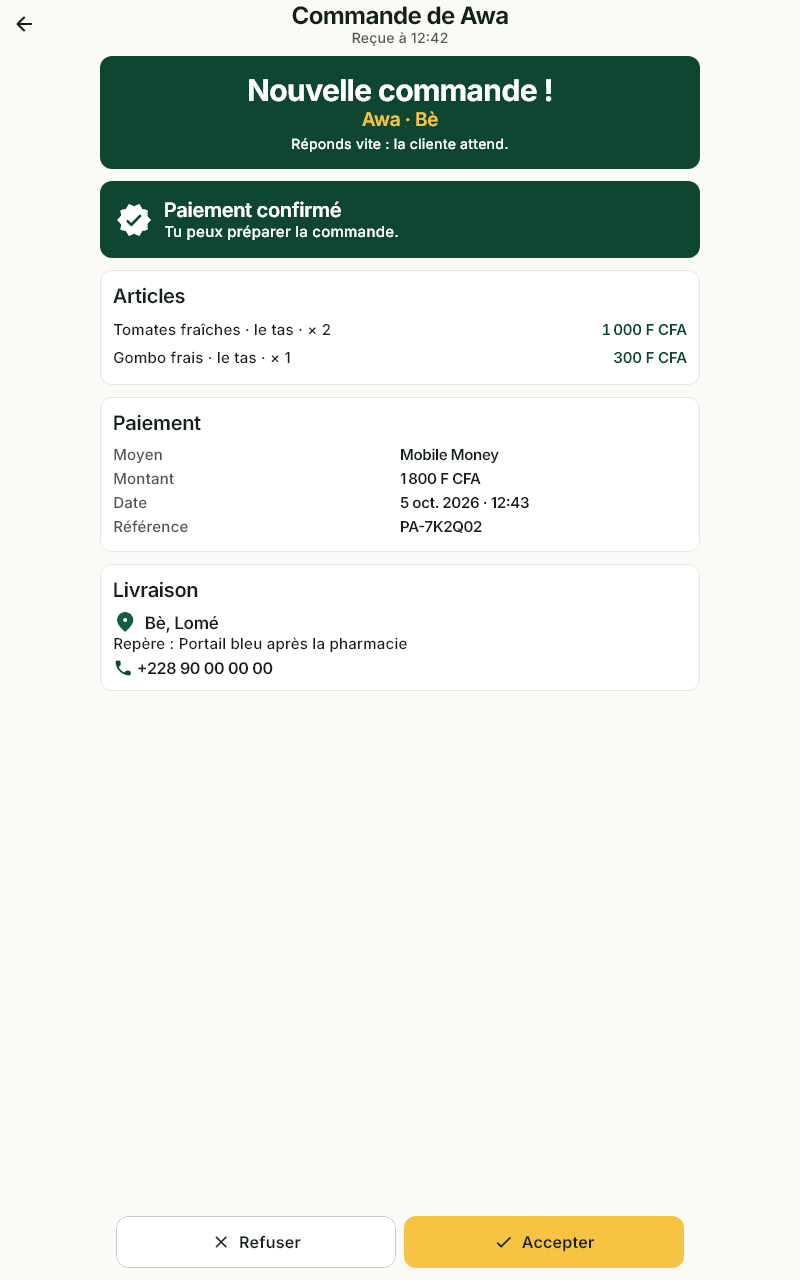 Commande de Awa
Reçue à 12:42
Nouvelle commande !
Awa · Bè
Réponds vite : la cliente attend.
Paiement confirmé
Tu peux préparer la commande.
Articles
Tomates fraîches · le tas · × 2 1 000 F CFA
Gombo frais · le tas · × 1 300 F CFA
Paiement
Moyen Mobile Money
Montant 1 800 F CFA
Date 5 oct. 2026 · 12:43
Référence PA-7K2Q02
Livraison
Bè, Lomé
Repère : Portail bleu après la pharmacie
+228 90 00 00 00
Refuser Accepter